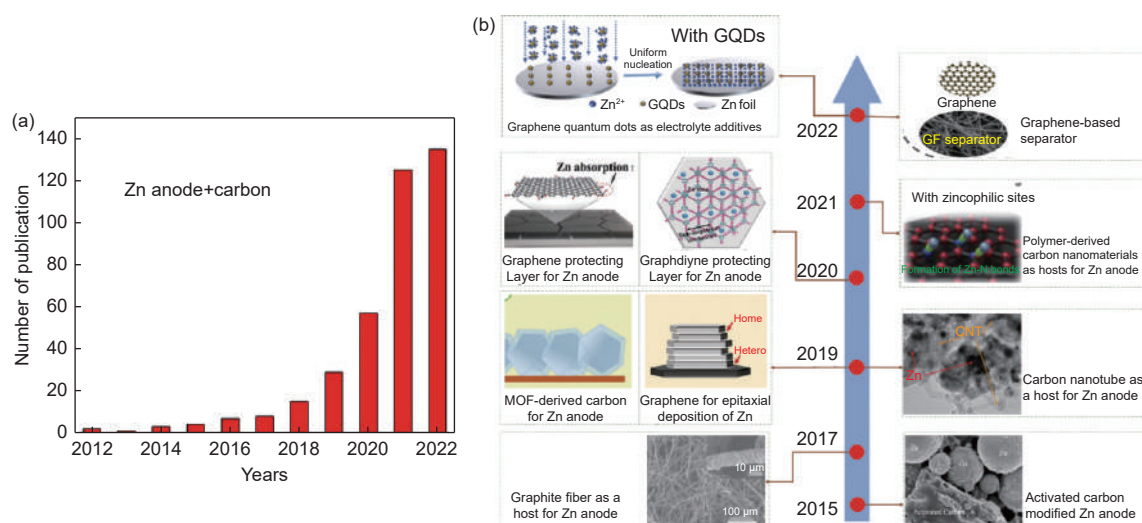 (a)
Number of publication
140
120
100
80
60
40
20
0
Zn anode+carbon
2012
2014
2016
2018
2020
2022
Years
(b)
With GQDs
Uniform
nucleation
Zn²⁺
GQDs
Zn foil
Graphene quantum dots as electrolyte additives
Zn absorption
Graphene protecting
Layer for Zn anode
Graphdiyne protecting
Layer for Zn anode
Home
Hetero
MOF-derived carbon
for Zn anode
Graphene for epitaxial
deposition of Zn
10 μm
100 μm
Graphite fiber as a
host for Zn anode
2022
2021
2020
2019
2017
2015
Graphene
GF separator
Graphene-based
separator
With zincophilic sites
Formation of Zn-N bonds
Polymer-derived
carbon nanomaterials
as hosts for Zn anode
CNT
Zn
Carbon nanotube as
a host for Zn anode
Zn
Zn
Zn
Activated Carbon
Activated carbon
modified Zn anode